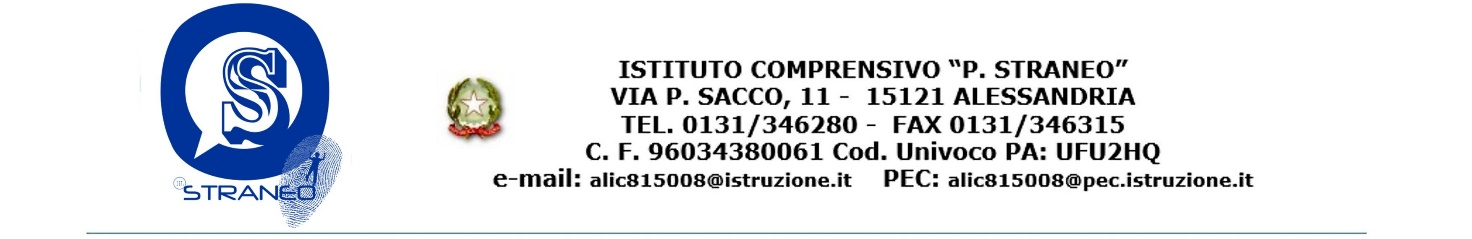 S
STRANEO
ISTITUTO COMPRENSIVO “P. STRANEO”
VIA P. SACCO, 11 - 15121 ALESSANDRIA
TEL. 0131/346280 - FAX 0131/346315
C. F. 96034380061 Cod. Univoco PA: UFU2HQ
e-mail: alic815008@istruzione.it PEC: alic815008@pec.istruzione.it